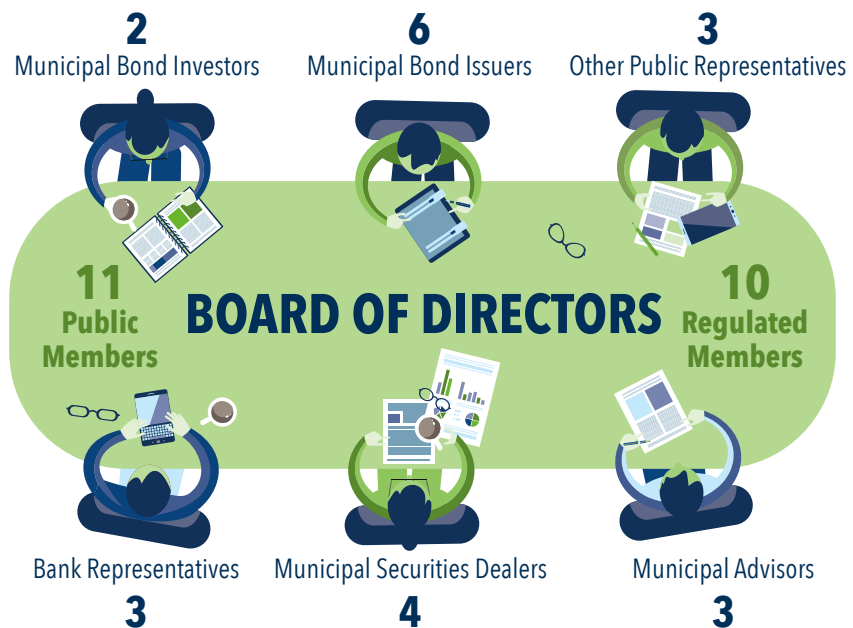 2
Municipal Bond Investors
6
Municipal Bond Issuers
3
Other Public Representatives
11
Public
Members
BOARD OF DIRECTORS
10
Regulated
Members
Bank Representatives
3
Municipal Securities Dealers
4
Municipal Advisors
3